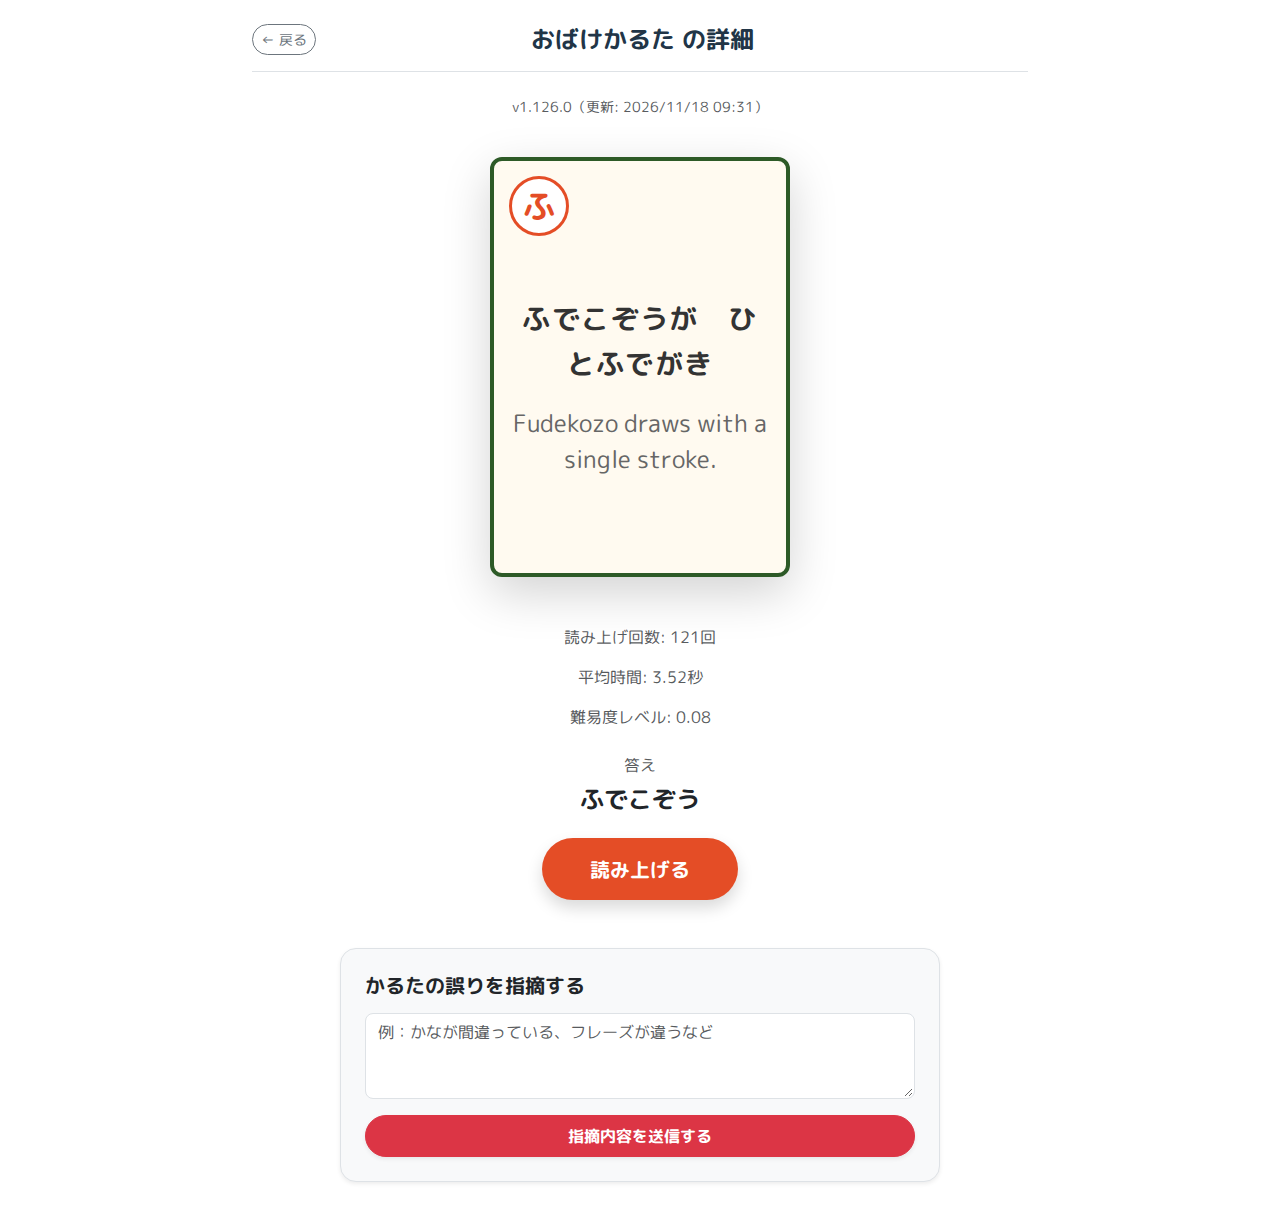 ← 戻る
おばけかるた の詳細
v1.126.0（更新: 2026/11/18 09:31）
ふ
ふでこぞうが　ひ
とふでがき
Fudekozo draws with a
single stroke.
読み上げ回数: 121回
平均時間: 3.52秒
難易度レベル: 0.08
答え
ふでこぞう
読み上げる
かるたの誤りを指摘する
例：かなが間違っている、フレーズが違うなど
指摘内容を送信する